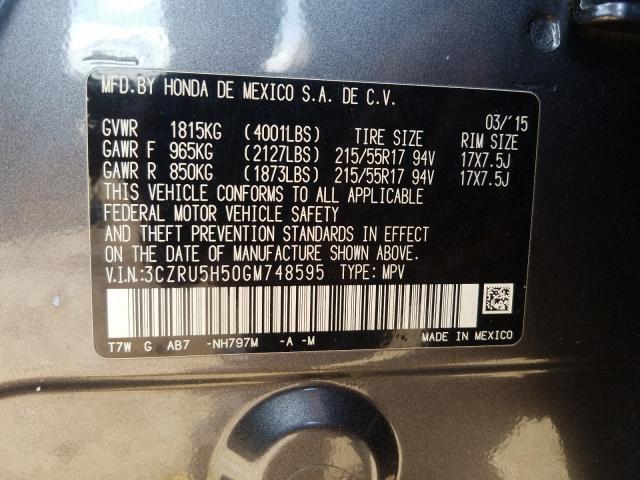 MFD.BY HONDA DE MEXICO S.A. DE C.V.
03/'15
GVWR 1815KG (4001LBS) TIRE SIZE RIM SIZE
GAWR F 965KG (2127LBS) 215/55R17 94V 17X7.5J
GAWR R 850KG (1873LBS) 215/55R17 94V 17X7.5J
THIS VEHICLE CONFORMS TO ALL APPLICABLE
FEDERAL MOTOR VEHICLE SAFETY
AND THEFT PREVENTION STANDARDS IN EFFECT
ON THE DATE OF MANUFACTURE SHOWN ABOVE.
V.I.N:3CZRU5H50GM748595 TYPE: MPV
T7W G AB7 -NH797M -A -M MADE IN MEXICO